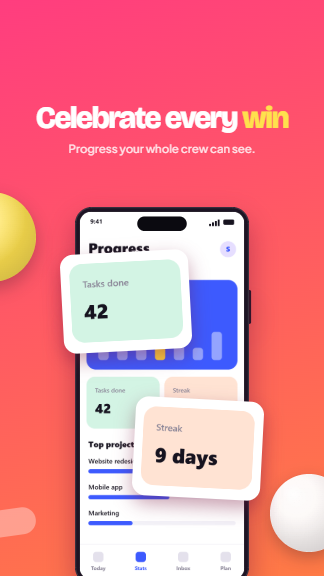 Celebrate every win
Progress your whole crew can see.
9:41
Progress
S
Tasks done
42
Tasks done
Streak
42
Streak
9 days
Top project
Website redesi
Mobile app
Marketing
Today
Stats
Inbox
Plan